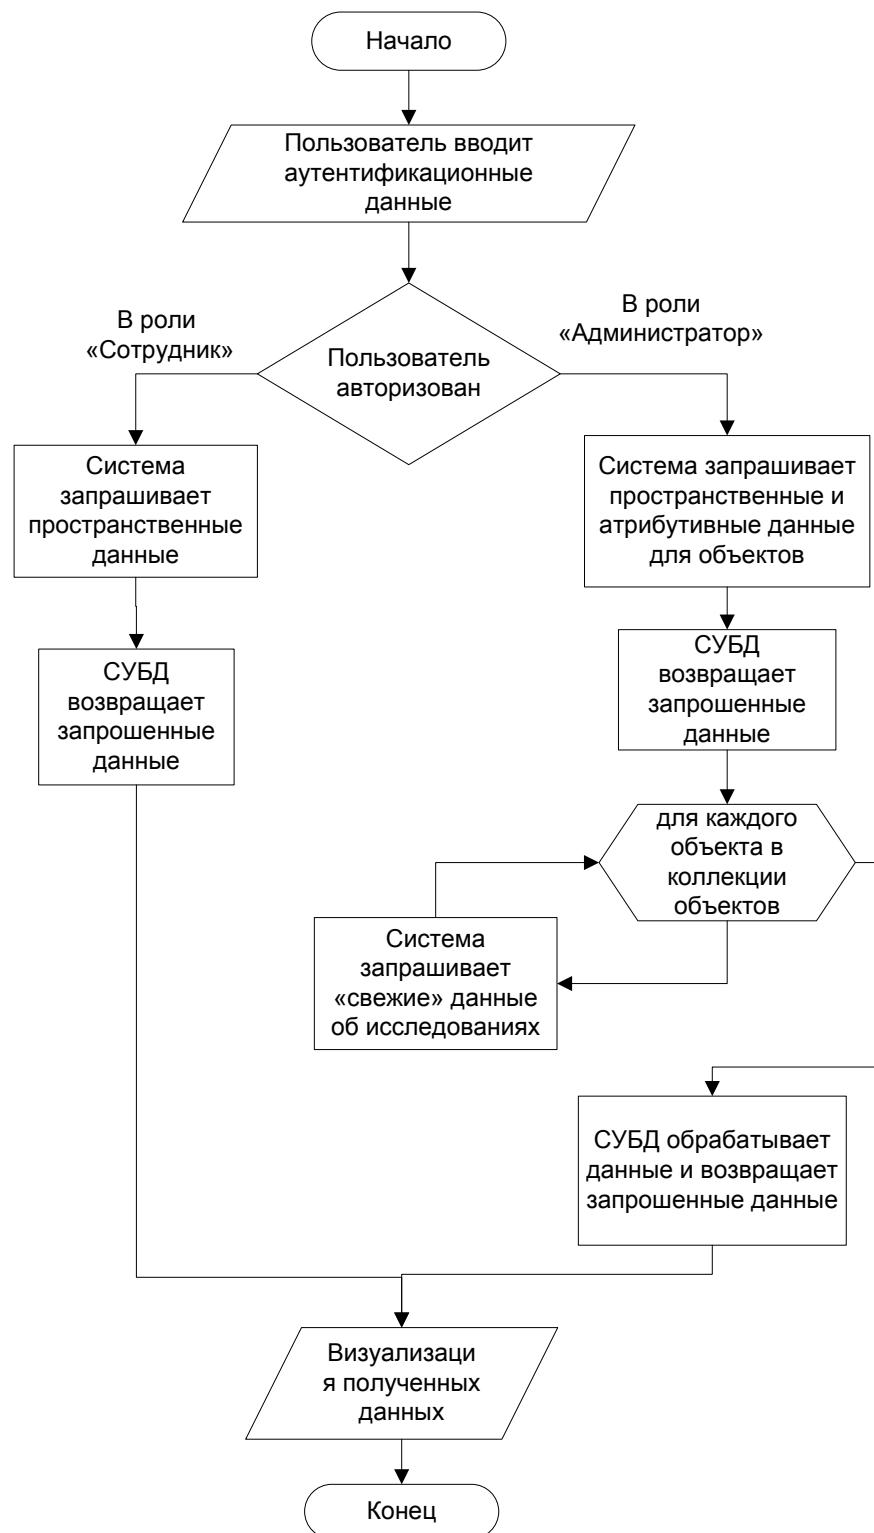 Начало
Пользователь вводит
аутентификационные
данные
В роли
«Сотрудник»
В роли
«Администратор»
Пользователь
авторизован
Система
запрашивает
пространственные
данные
Система запрашивает
пространственные и
атрибутивные данные
для объектов
СУБД
возвращает
запрошенные
данные
СУБД
возвращает
запрошенные
данные
для каждого
объекта в
коллекции
объектов
Система
запрашивает
«свежие» данные
об исследованиях
СУБД обрабатывает
данные и возвращает
запрошенные данные
Визуализаци
я полученных
данных
Конец